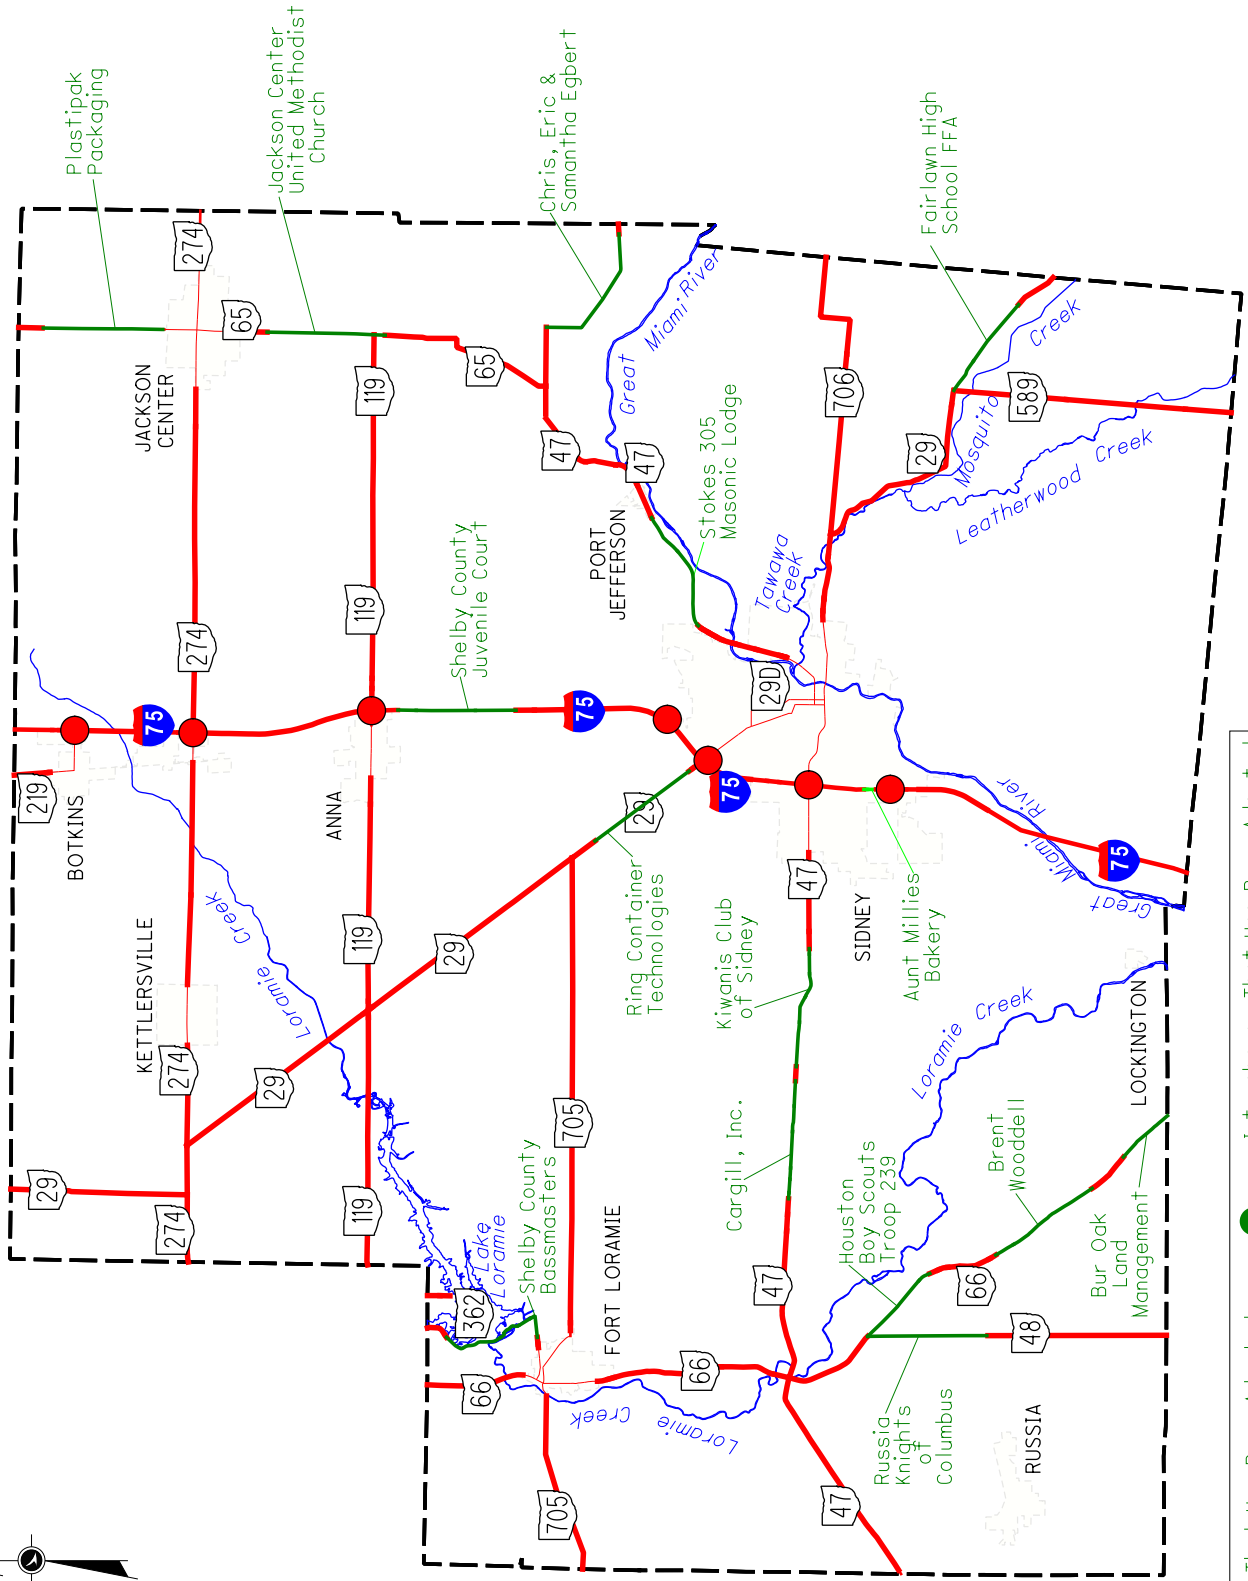 Plastipak
Packaging
Jackson Center
United Methodist
Church
Chris, Eric &
Samantha Egbert
Fairlawn High
School FFA
274
65
JACKSON
CENTER
119
65
47
47
Great Miami River
706
29
589
Mosquito Creek
Leatherwood Creek
Stokes 305
Masonic Lodge
PORT
JEFFERSON
Tawawa
Creek
Shelby County
Juvenile Court
274
119
29D
75
75
75
75
219
BOTKINS
ANNA
29
Ring Container
Technologies
47
SIDNEY
Kiwanis Club
of Sidney
Aunt Millies
Bakery
Great Miami River
KETTLERSVILLE
Loramie Creek
119
29
274
29
705
Cargill, Inc.
Loramie Creek
LOCKINGTON
Brent
Wooddell
Bur Oak
Land
Management
29
274
119
Lake
Loramie
Shelby County
Bassmasters
362
FORT LORAMIE
66
66
47
Houston
Boy Scouts
Troop 239
66
48
Loramie Creek
Russia
Knights
of
Columbus
RUSSIA
705
47